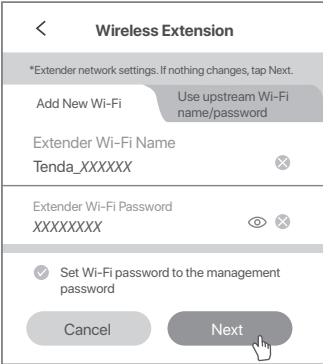 Wireless Extension
*Extender network settings. If nothing changes, tap Next.
Add New Wi-Fi
Use upstream Wi-Fi
name/password
Extender Wi-Fi Name
Tenda_XXXXXX
Extender Wi-Fi Password
XXXXXXXX
Set Wi-Fi password to the management
password
Cancel
Next